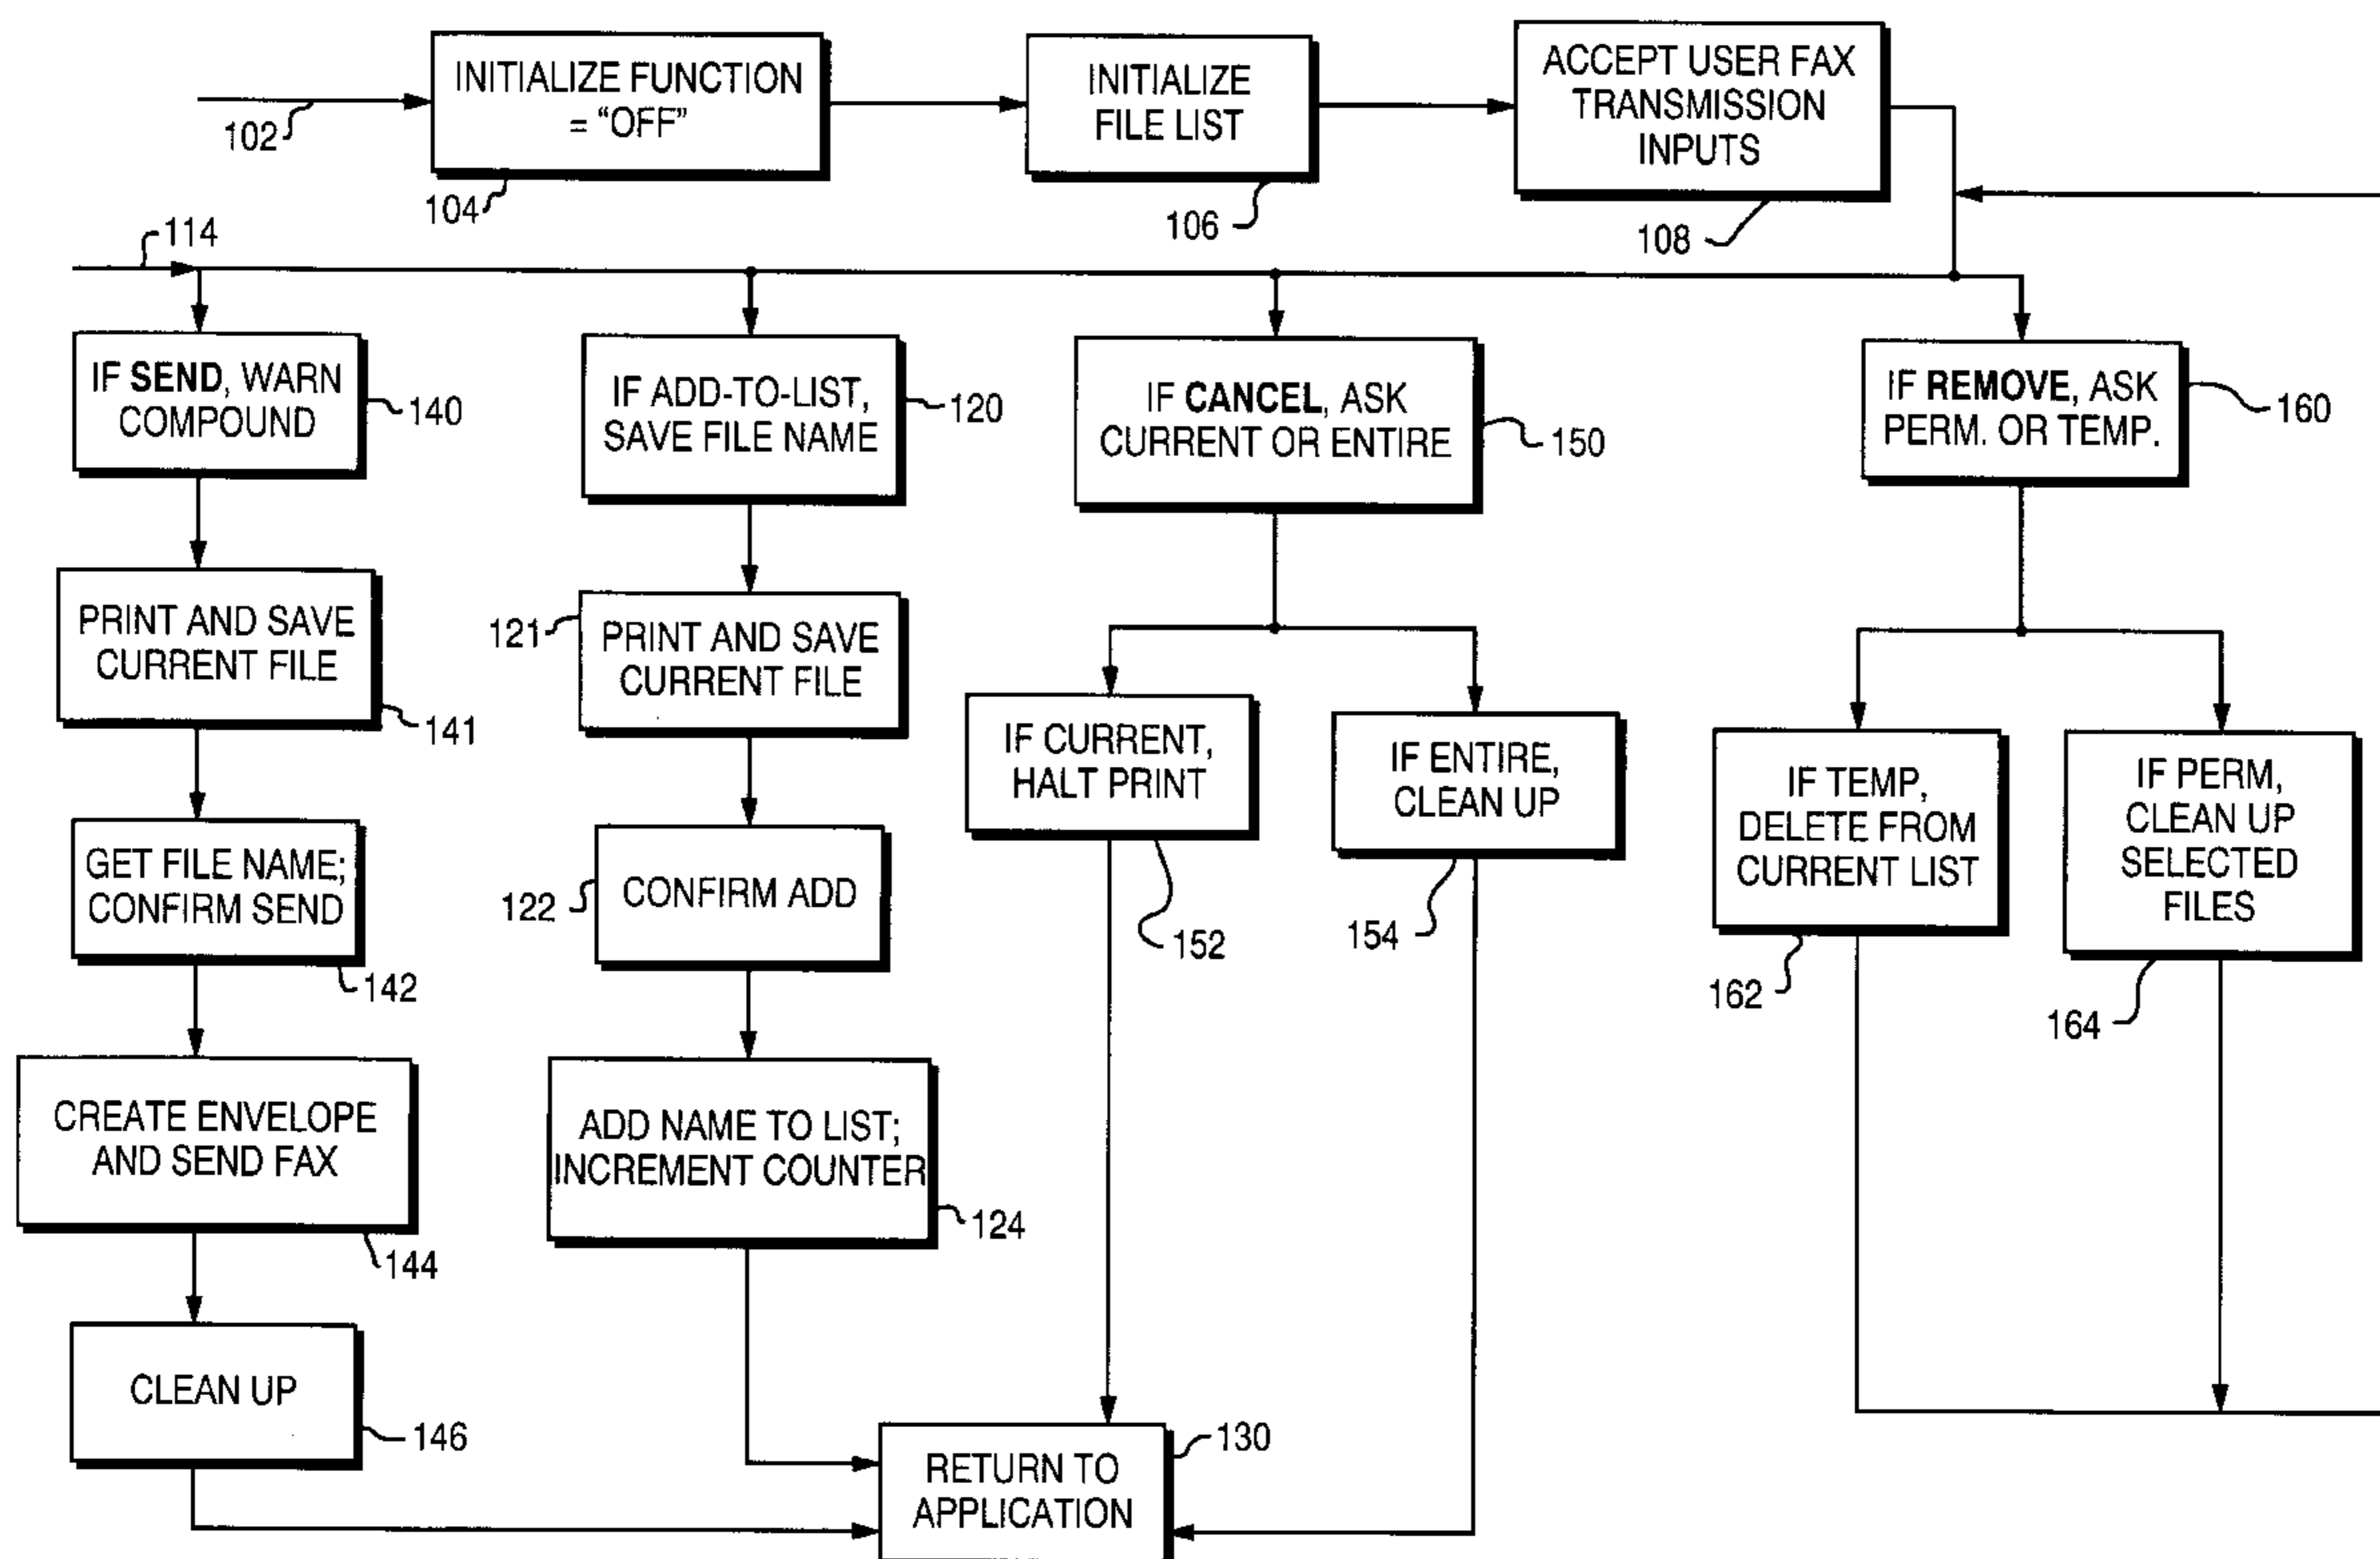 INITIALIZE FUNCTION
= "OFF"
INITIALIZE
FILE LIST
ACCEPT USER FAX
TRANSMISSION
INPUTS
102
104
106
108
114
IF SEND, WARN
COMPOUND
140
IF ADD-TO-LIST,
SAVE FILE NAME
120
IF CANCEL, ASK
CURRENT OR ENTIRE
150
IF REMOVE, ASK
PERM. OR TEMP.
160
PRINT AND SAVE
CURRENT FILE
141
121
PRINT AND SAVE
CURRENT FILE
IF CURRENT,
HALT PRINT
152
IF ENTIRE,
CLEAN UP
154
IF TEMP,
DELETE FROM
CURRENT LIST
162
IF PERM,
CLEAN UP
SELECTED
FILES
164
GET FILE NAME;
CONFIRM SEND
142
122
CONFIRM ADD
CREATE ENVELOPE
AND SEND FAX
144
ADD NAME TO LIST;
INCREMENT COUNTER
124
CLEAN UP
146
RETURN TO
APPLICATION
130